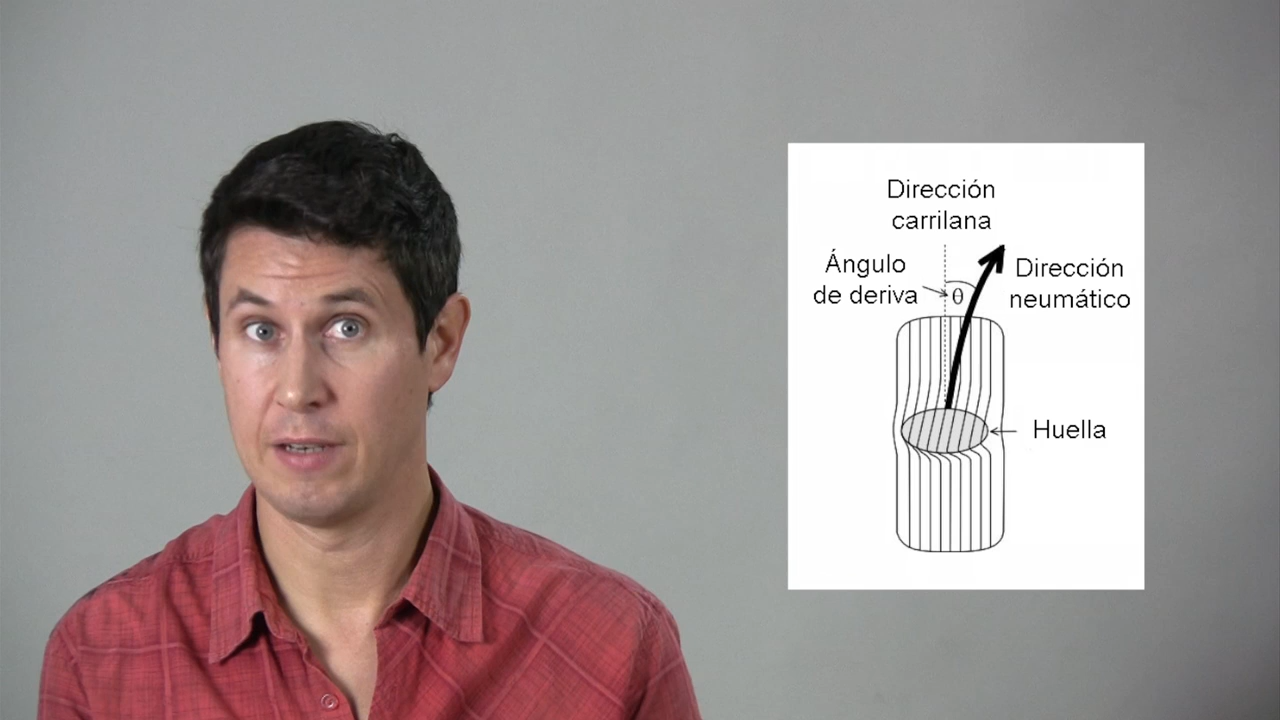 Dirección
carrilana
Ángulo
de deriva
θ
Dirección
neumático
Huella